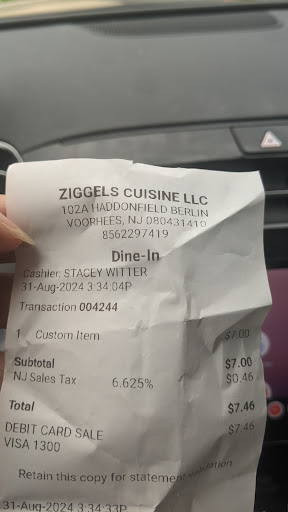 ZIGGELS CUISINE LLC
102A HADDONFIELD BERLIN
VOORHEES, NJ 080431410
8562297419
Dine-In
Cashier: STACEY WITTER
31-Aug-2024 3:34:04P
Transaction 004244
1 Custom Item $7.00
Subtotal $7.00
NJ Sales Tax 6.625% $0.46
Total $7.46
DEBIT CARD SALE $7.46
VISA 1300
Retain this copy for statement validation
31-Aug-2024 3:34:33P